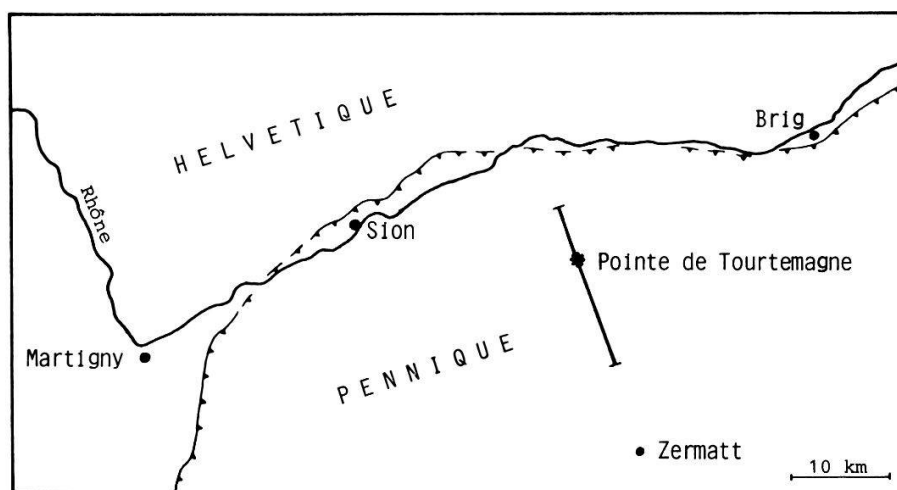 HELVETIQUE
Brig
Rhône
Sion
Pointe de Tourtemagne
Martigny
PENNIQUE
Zermatt
10 km